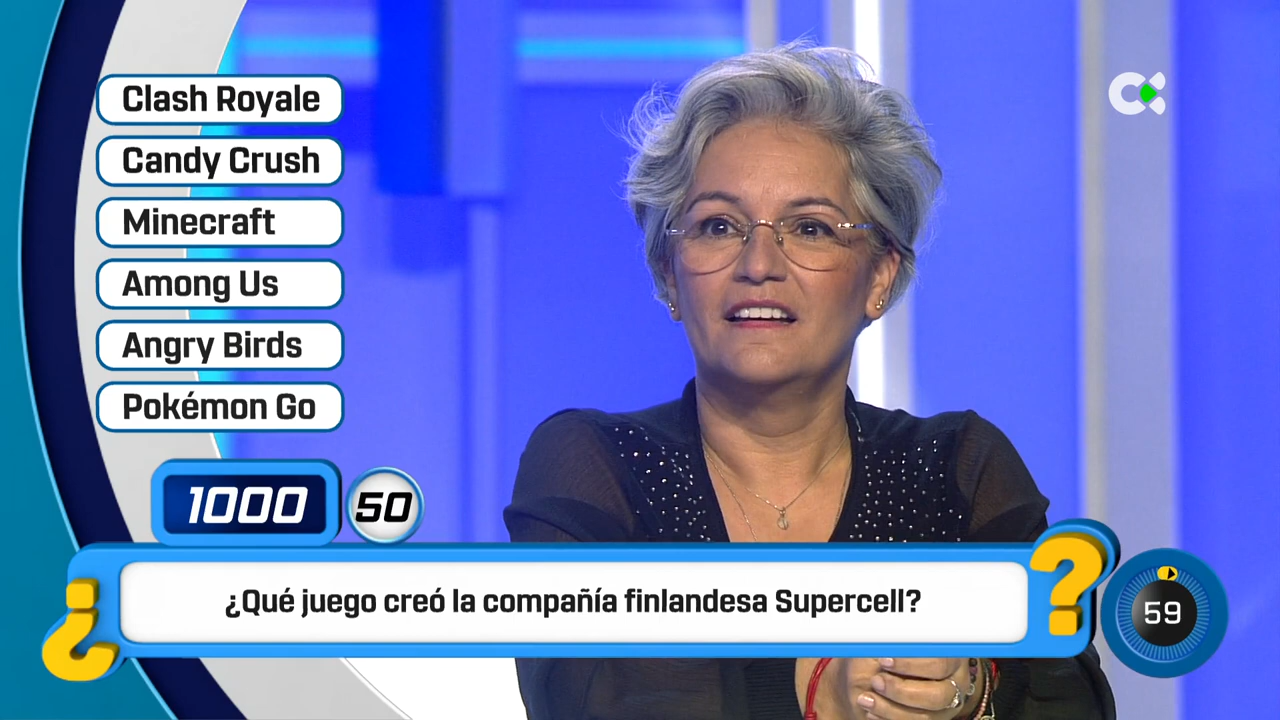 Clash Royale
Candy Crush
Minecraft
Among Us
Angry Birds
Pokémon Go
1000
50
¿Qué juego creó la compañía finlandesa Supercell?
59